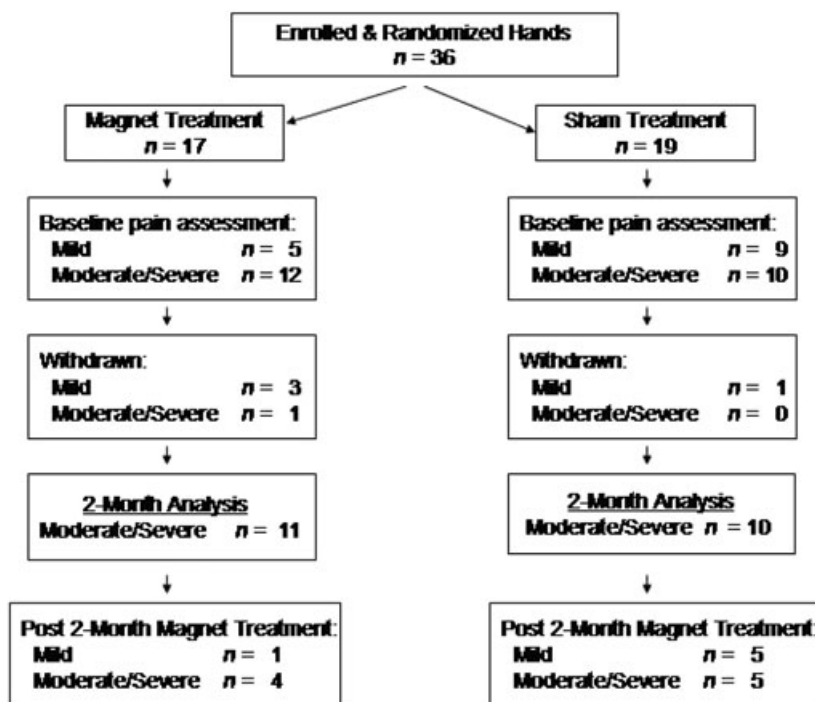 Enrolled & Randomized Hands
n = 36
Magnet Treatment
n = 17
Sham Treatment
n = 19
Baseline pain assessment:
Mild n = 5
Moderate/Severe n = 12
Baseline pain assessment:
Mild n = 9
Moderate/Severe n = 10
Withdrawn:
Mild n = 3
Moderate/Severe n = 1
Withdrawn:
Mild n = 1
Moderate/Severe n = 0
2-Month Analysis
Moderate/Severe n = 11
2-Month Analysis
Moderate/Severe n = 10
Post 2-Month Magnet Treatment:
Mild n = 1
Moderate/Severe n = 4
Post 2-Month Magnet Treatment:
Mild n = 5
Moderate/Severe n = 5